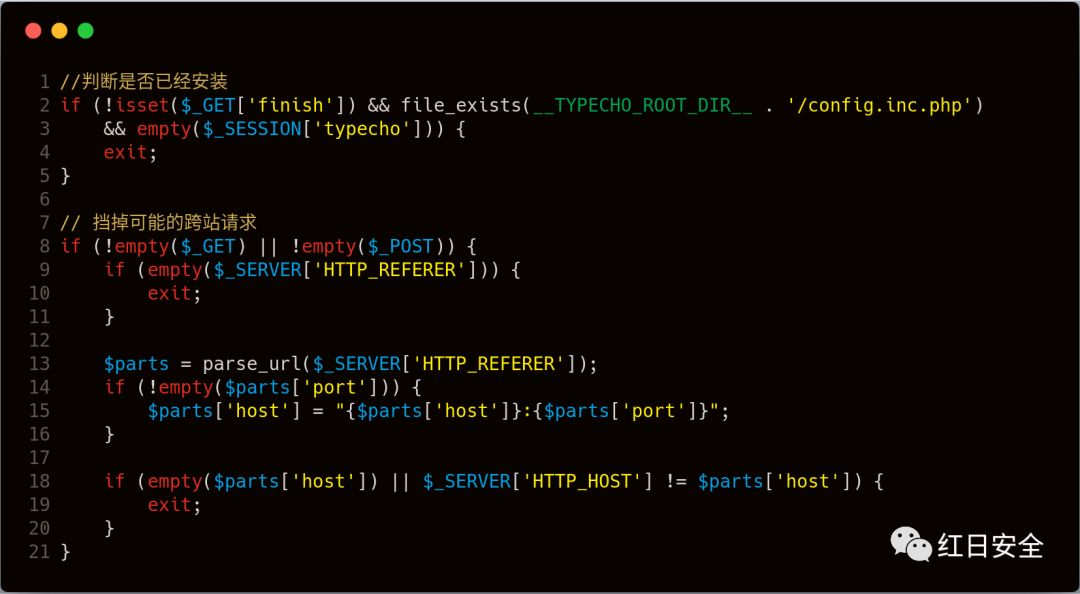 1 //判断是否已经安装
2 if (!isset($_GET['finish']) && file_exists(__TYPECHO_ROOT_DIR__ . '/config.inc.php')
3     && empty($_SESSION['typecho'])) {
4     exit;
5 }
6
7 // 挡掉可能的跨站请求
8 if (!empty($_GET) || !empty($_POST)) {
9     if (empty($_SERVER['HTTP_REFERER'])) {
10         exit;
11     }
12
13     $parts = parse_url($_SERVER['HTTP_REFERER']);
14     if (!empty($parts['port'])) {
15         $parts['host'] = "{$parts['host']}:{$parts['port']}";
16     }
17
18     if (empty($parts['host']) || $_SERVER['HTTP_HOST'] != $parts['host']) {
19         exit;
20     }
21 }
红日安全